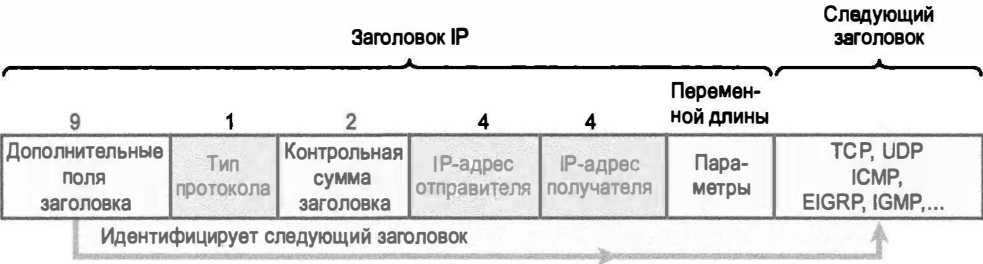 Заголовок IP
Следующий
заголовок
Перемен-
ной длины
9
1
2
4
4
Дополнительные
поля
заголовка
Тип
протокола
Контрольная
сумма
заголовка
IP-адрес
отправителя
IP-адрес
получателя
Пара-
метры
TCP, UDP
ICMP,
EIGRP, IGMP,...
Идентифицирует следующий заголовок